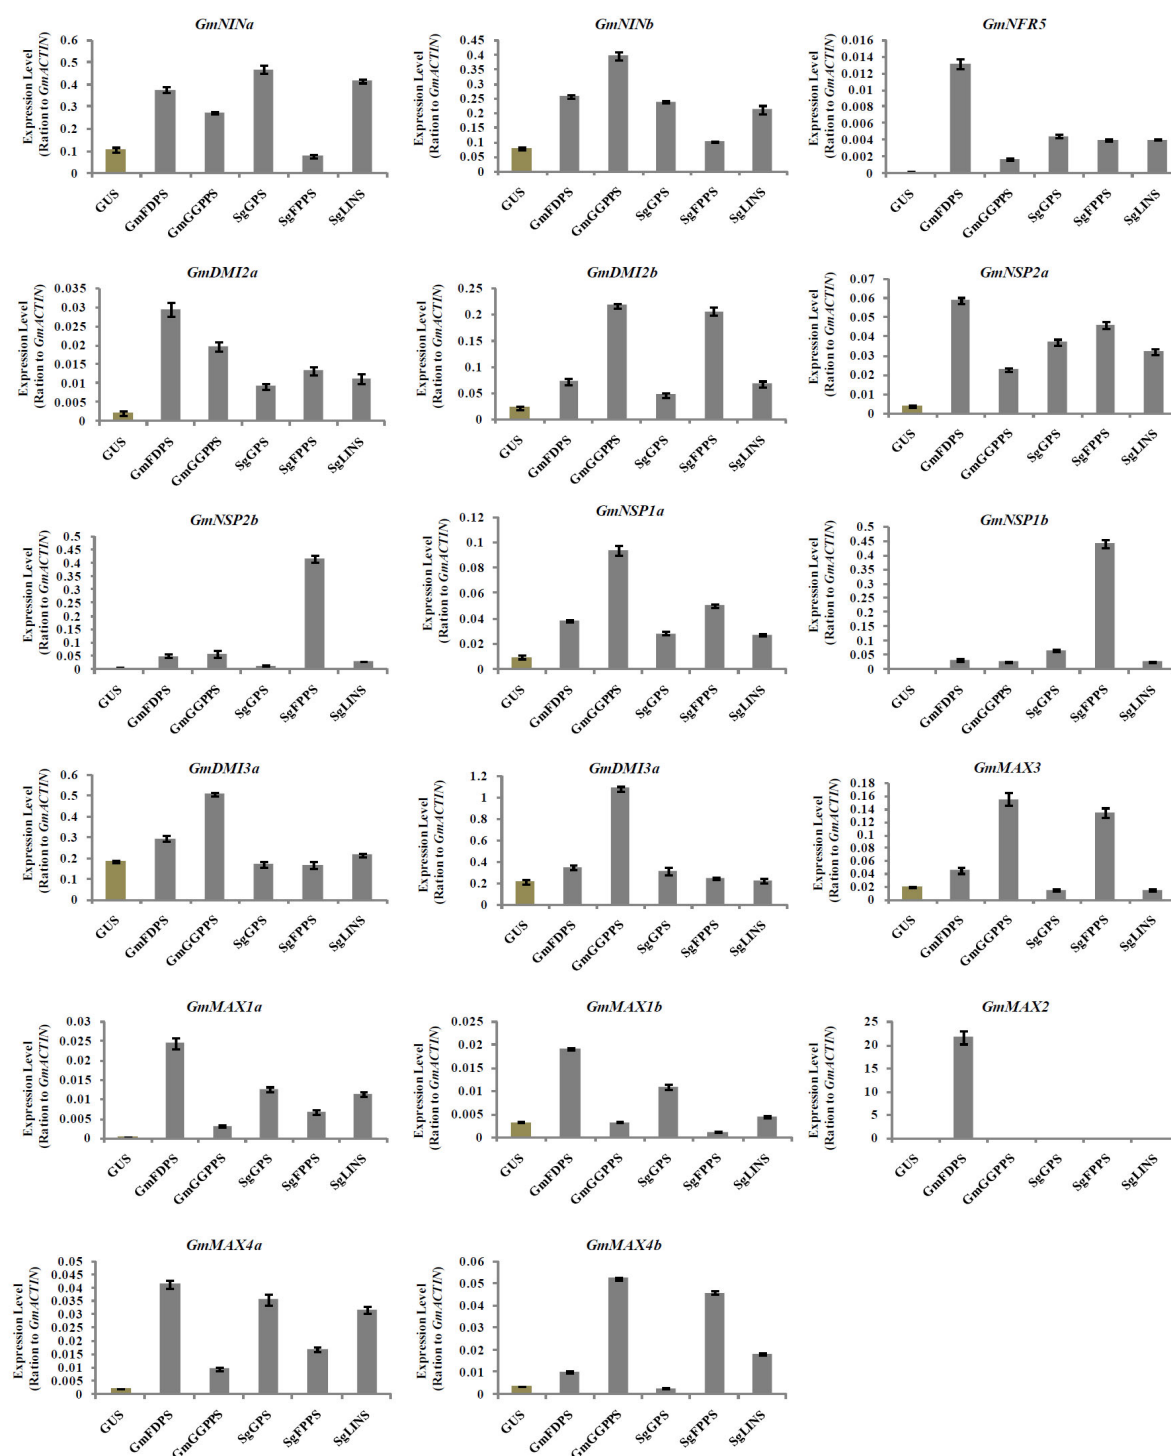 GmNINa
Expression Level
(Ration to GmACTIN)
0.6
0.5
0.4
0.3
0.2
0.1
0
GUS
GmFDPS
GmGGPPS
SgGPS
SgFPPS
SgLINS
GmNINb
Expression Level
(Ration to GmACTIN)
0.45
0.4
0.35
0.3
0.25
0.2
0.15
0.1
0.05
0
GUS
GmFDPS
GmGGPPS
SgGPS
SgFPPS
SgLINS
GmNFR5
Expression Level
(Ration to GmACTIN)
0.016
0.014
0.012
0.01
0.008
0.006
0.004
0.002
0
GUS
GmFDPS
GmGGPPS
SgGPS
SgFPPS
SgLINS
GmDMI2a
Expression Level
(Ration to GmACTIN)
0.035
0.03
0.025
0.02
0.015
0.01
0.005
0
GUS
GmFDPS
GmGGPPS
SgGPS
SgFPPS
SgLINS
GmDMI2b
Expression Level
(Ration to GmACTIN)
0.25
0.2
0.15
0.1
0.05
0
GUS
GmFDPS
GmGGPPS
SgGPS
SgFPPS
SgLINS
GmNSP2a
Expression Level
(Ration to GmACTIN)
0.07
0.06
0.05
0.04
0.03
0.02
0.01
0
GUS
GmFDPS
GmGGPPS
SgGPS
SgFPPS
SgLINS
GmNSP2b
Expression Level
(Ration to GmACTIN)
0.5
0.45
0.4
0.35
0.3
0.25
0.2
0.15
0.1
0.05
0
GUS
GmFDPS
GmGGPPS
SgGPS
SgFPPS
SgLINS
GmNSP1a
Expression Level
(Ration to GmACTIN)
0.12
0.1
0.08
0.06
0.04
0.02
0
GUS
GmFDPS
GmGGPPS
SgGPS
SgFPPS
SgLINS
GmNSP1b
Expression Level
(Ration to GmACTIN)
0.5
0.45
0.4
0.35
0.3
0.25
0.2
0.15
0.1
0.05
0
GUS
GmFDPS
GmGGPPS
SgGPS
SgFPPS
SgLINS
GmDMI3a
Expression Level
(Ration to GmACTIN)
0.6
0.5
0.4
0.3
0.2
0.1
0
GUS
GmFDPS
GmGGPPS
SgGPS
SgFPPS
SgLINS
GmDMI3a
Expression Level
(Ration to GmACTIN)
1.2
1
0.8
0.6
0.4
0.2
0
GUS
GmFDPS
GmGGPPS
SgGPS
SgFPPS
SgLINS
GmMAX3
Expression Level
(Ration to GmACTIN)
0.18
0.16
0.14
0.12
0.1
0.08
0.06
0.04
0.02
0
GUS
GmFDPS
GmGGPPS
SgGPS
SgFPPS
SgLINS
GmMAX1a
Expression Level
(Ration to GmACTIN)
0.03
0.025
0.02
0.015
0.01
0.005
0
GUS
GmFDPS
GmGGPPS
SgGPS
SgFPPS
SgLINS
GmMAX1b
Expression Level
(Ration to GmACTIN)
0.025
0.02
0.015
0.01
0.005
0
GUS
GmFDPS
GmGGPPS
SgGPS
SgFPPS
SgLINS
GmMAX2
Expression Level
(Ration to GmACTIN)
25
20
15
10
5
0
GUS
GmFDPS
GmGGPPS
SgGPS
SgFPPS
SgLINS
GmMAX4a
Expression Level
(Ration to GmACTIN)
0.05
0.045
0.04
0.035
0.03
0.025
0.02
0.015
0.01
0.005
0
GUS
GmFDPS
GmGGPPS
SgGPS
SgFPPS
SgLINS
GmMAX4b
Expression Level
(Ration to GmACTIN)
0.06
0.05
0.04
0.03
0.02
0.01
0
GUS
GmFDPS
GmGGPPS
SgGPS
SgFPPS
SgLINS